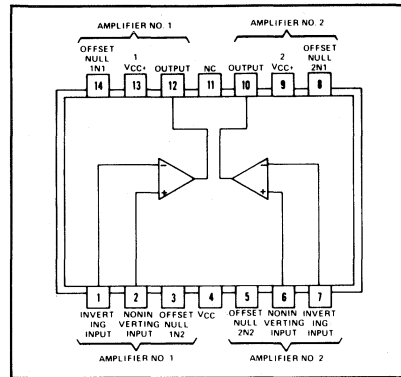 AMPLIFIER NO. 1
AMPLIFIER NO. 2
OFFSET NULL 1N1
1 VCC+
OUTPUT
NC
OUTPUT
2 VCC+
OFFSET NULL 2N1
14
13
12
11
10
9
8
-
+
-
+
1
2
3
4
5
6
7
INVERT
ING
INPUT
NONIN
VERTING
INPUT
OFFSET
NULL
1N2
VCC
OFFSET
NULL
2N2
NONIN
VERTING
INPUT
INVERT
ING
INPUT
AMPLIFIER NO. 1
AMPLIFIER NO. 2